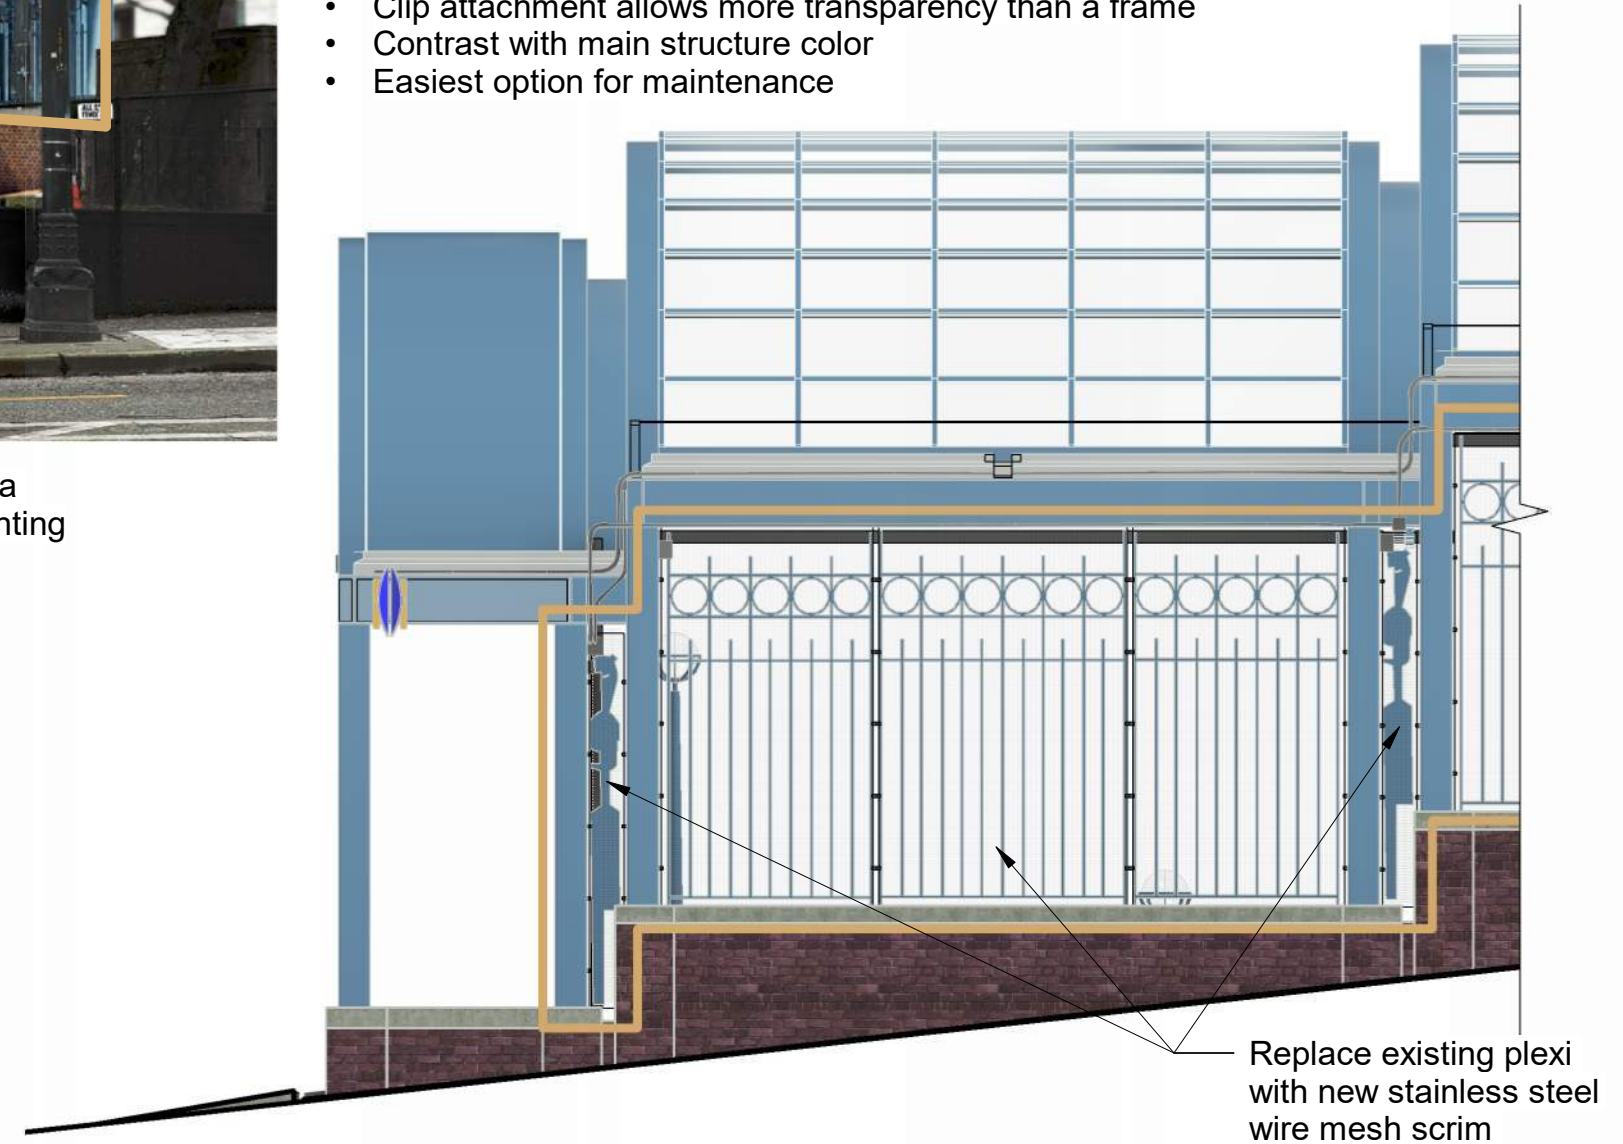 • Clip attachment allows more transparency than a frame
• Contrast with main structure color
• Easiest option for maintenance
a
nting
Replace existing plexi
with new stainless steel
wire mesh scrim